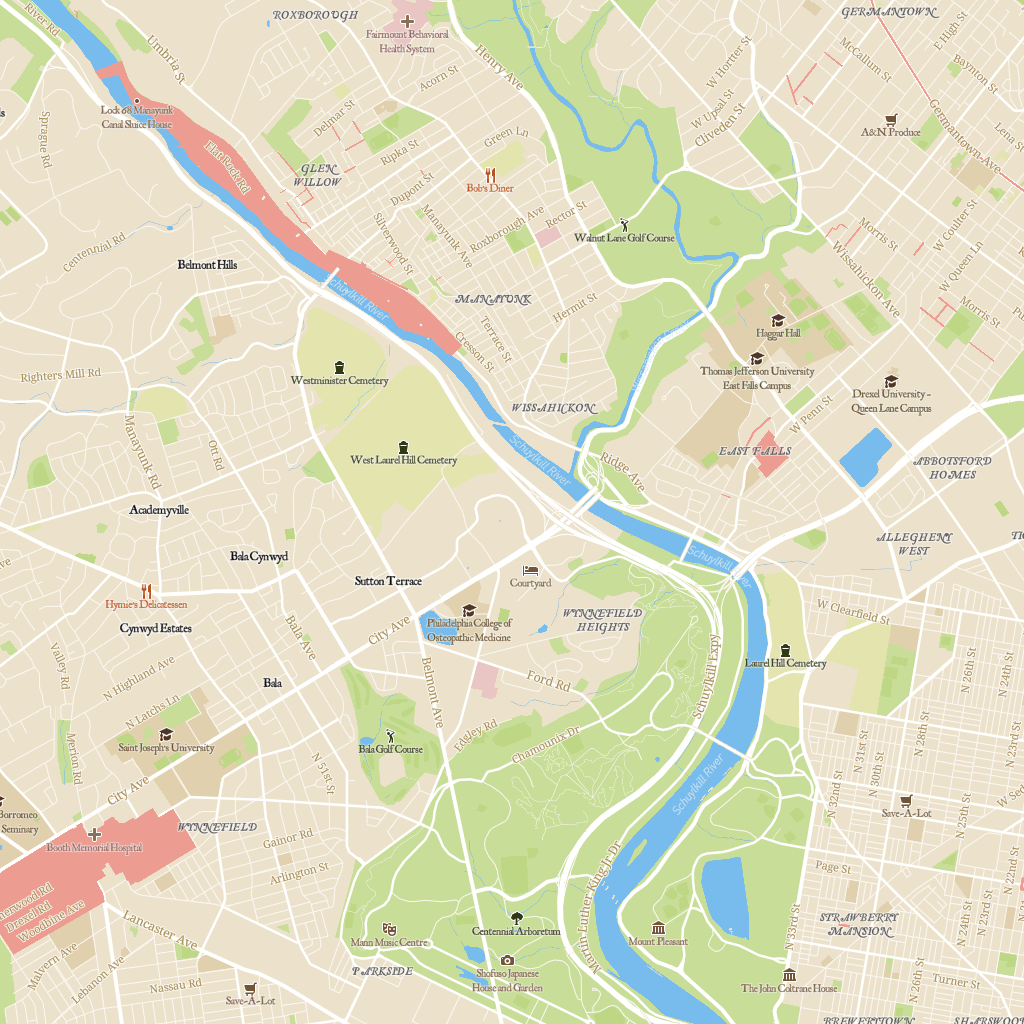 River Rd
ROXBOROUGH
Fairmount Behavioral
Health System
GERMANTOWN
E High St
Umbria St
Henry Ave
W Hortter St
McCallum St
Baynton St
Acorn St
Lock 68 Manayunk
Canal Sluice House
Sprague Rd
Delmar St
W Upsal St
Cliveden St
A&N Produce
Germantown Ave
Lena St
Green Ln
Ripka St
Flat Rock Rd
GLEN
WILLOW
Dupont St
Bob's Diner
Silverwood St
Manayunk Ave
Roxborough Ave
Rector St
Walnut Lane Golf Course
Morris St
W Coulter St
Centennial Rd
Belmont Hills
Wissahickon Ave
W Queen Ln
Schuylkill River
MANAYUNK
Hermit St
Morris St
Terrace St
Cresson St
Haggar Hall
Thomas Jefferson University
East Falls Campus
Righters Mill Rd
Westminister Cemetery
Drexel University -
Queen Lane Campus
WISSAHICKON
W Penn St
Manayunk Rd
Ott Rd
West Laurel Hill Cemetery
Schuylkill River
Ridge Ave
EAST FALLS
ABBOTSFORD
HOMES
Academyville
ALLEGHENY
WEST
Bala Cynwyd
Schuylkill River
Sutton Terrace
Courtyard
Hymie's Delicatessen
Cynwyd Estates
Bala Ave
City Ave
Philadelphia College of
Osteopathic Medicine
WYNNEFIELD
HEIGHTS
W Clearfield St
Valley Rd
N Highland Ave
Bala
Belmont Ave
Ford Rd
Schuylkill Expy
Laurel Hill Cemetery
N 26th St
N 24th St
N Latchs Ln
Saint Joseph's University
Merion Rd
Bala Golf Course
Edgley Rd
Chamounix Dr
N 31st St
N 30th St
N 28th St
N 23rd St
N 51st St
City Ave
Schuylkill River
N 32nd St
Save-A-Lot
N 25th St
Borromeo
Seminary
Booth Memorial Hospital
WYNNEFIELD
Gainor Rd
Arlington St
Martin Luther King Jr Dr
Page St
N 22nd St
Drexel Rd
Woodbine Ave
Lancaster Ave
Mann Music Centre
Centennial Arboretum
Mount Pleasant
N 33rd St
STRAWBERRY
MANSION
N 24th St
N 23rd St
Malvern Ave
Lebanon Ave
Nassau Rd
Save-A-Lot
PARKSIDE
Shofuso Japanese
House and Garden
The John Coltrane House
N 26th St
Turner St
BREWERYTOWN
SHARSWOOD